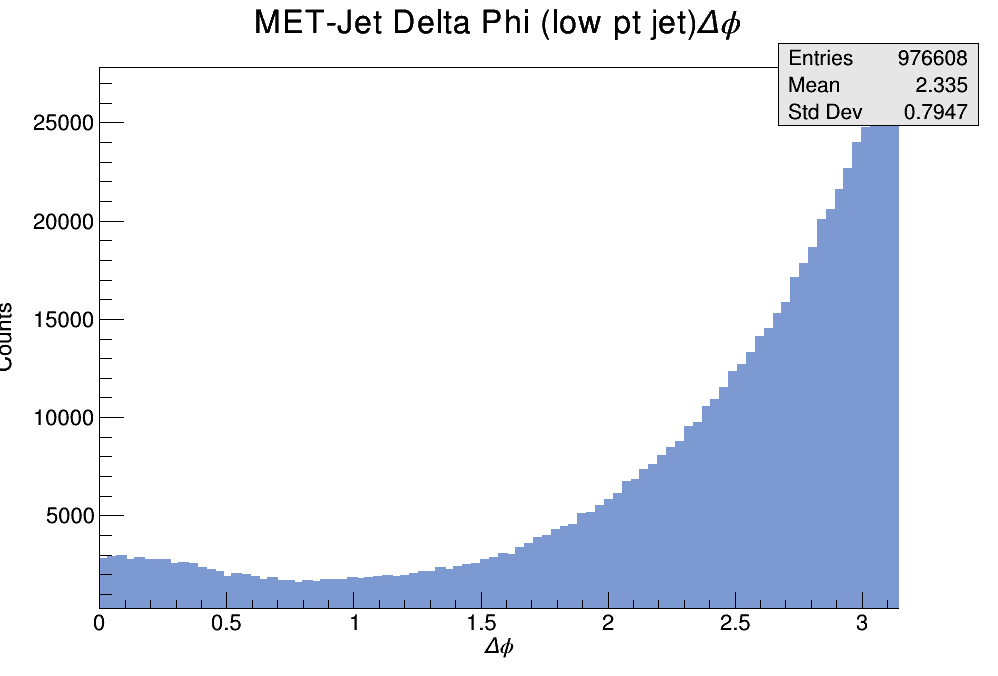 MET-Jet Delta Phi (low pt jet)Δϕ
Entries 976608
Mean 2.335
Std Dev 0.7947
25000
20000
15000
10000
5000
Counts
0 0.5 1 1.5 2 2.5 3
Δϕ